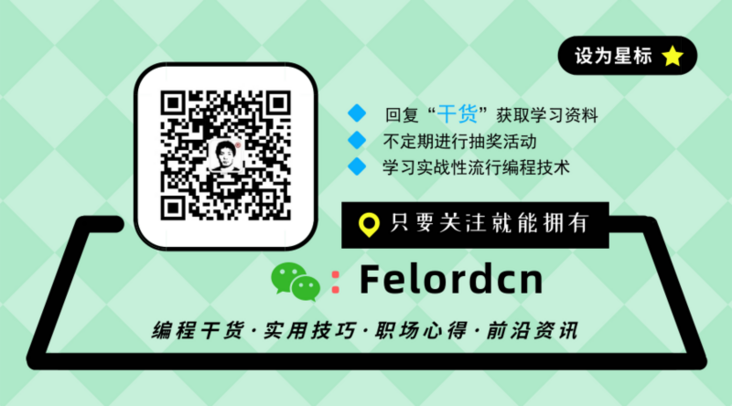 设为星标
回复“干货”获取学习资料
不定期进行抽奖活动
学习实战性流行编程技术
只要关注就能拥有
: Felordcn
编程干货·实用技巧·职场心得·前沿资讯